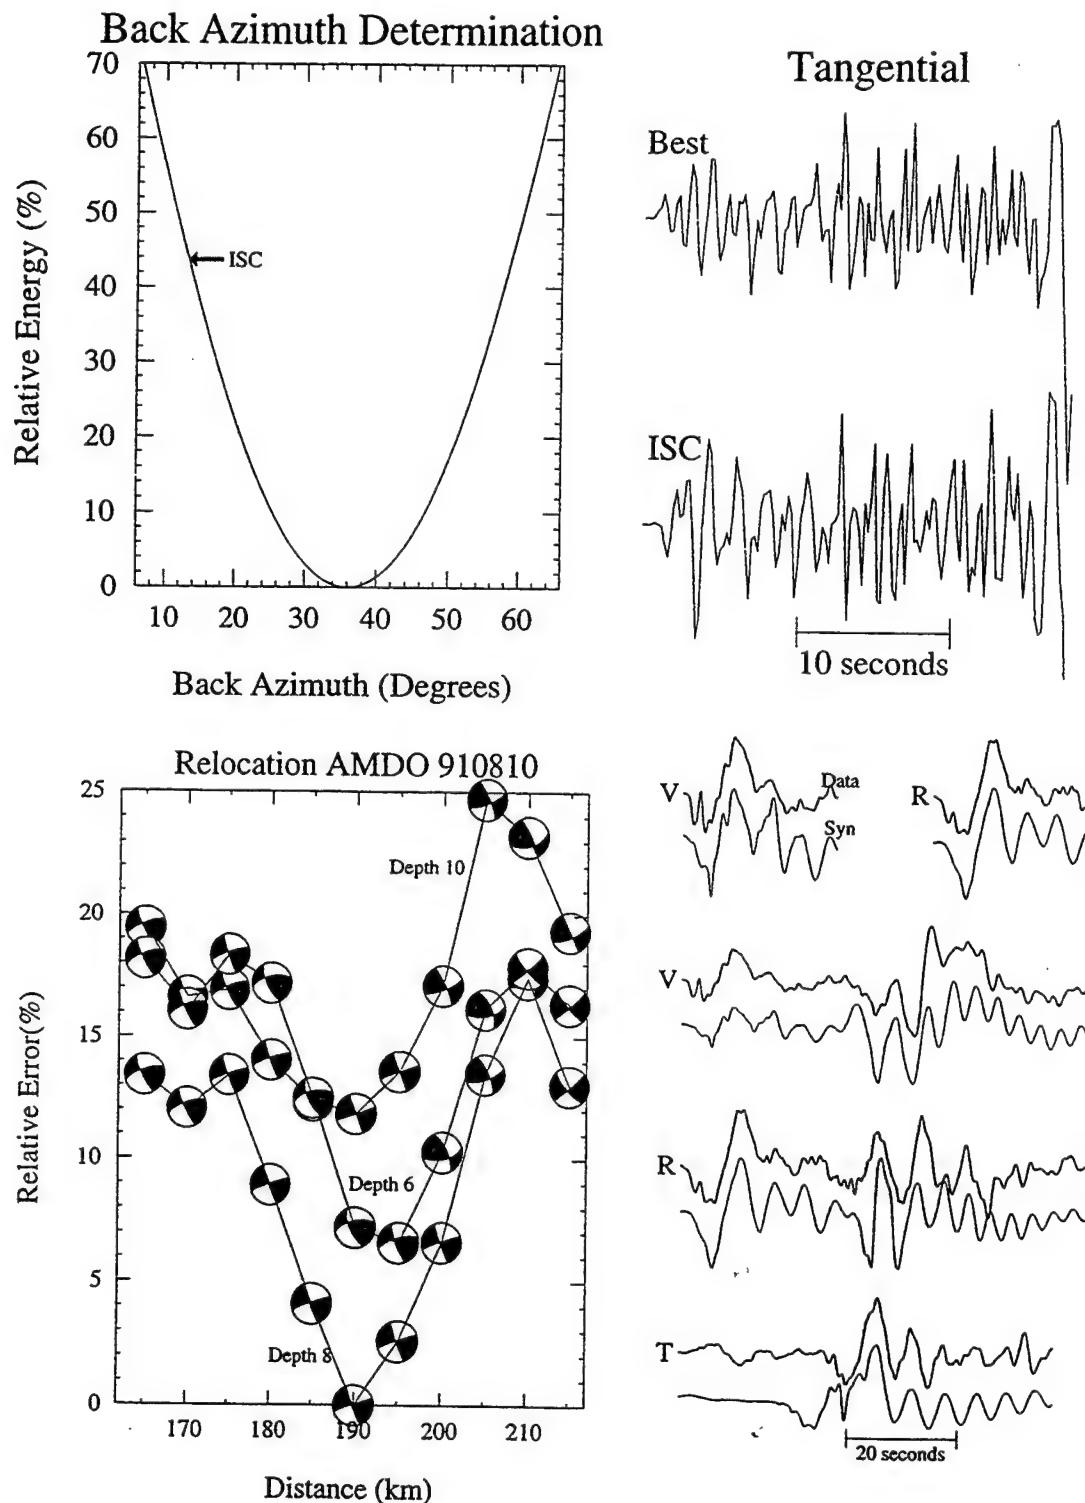 Back Azimuth Determination
70
60
50
40
30
20
10
0
Relative Energy (%)
ISC
10 20 30 40 50 60
Back Azimuth (Degrees)
Tangential
Best
ISC
10 seconds
Relocation AMDO 910810
25
20
15
10
5
0
Relative Error(%)
Depth 10
Depth 6
Depth 8
170 180 190 200 210
Distance (km)
V
Data
Syn
R
V
R
T
20 seconds